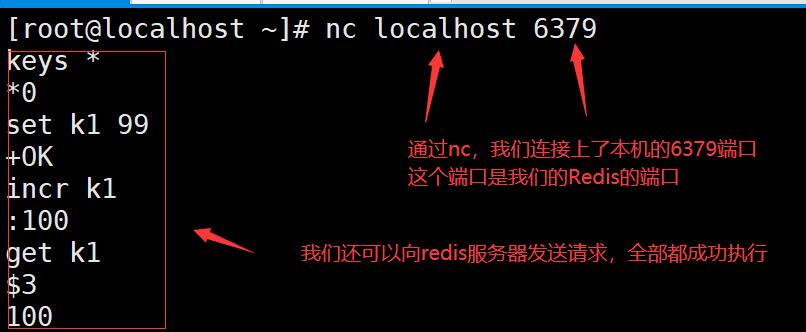 [root@localhost ~]# nc localhost 6379
keys *
*0
set k1 99
+OK
incr k1
:100
get k1
$3
100
通过nc，我们连接上了本机的6379端口
这个端口是我们的Redis的端口
我们还可以向redis服务器发送请求，全部都成功执行